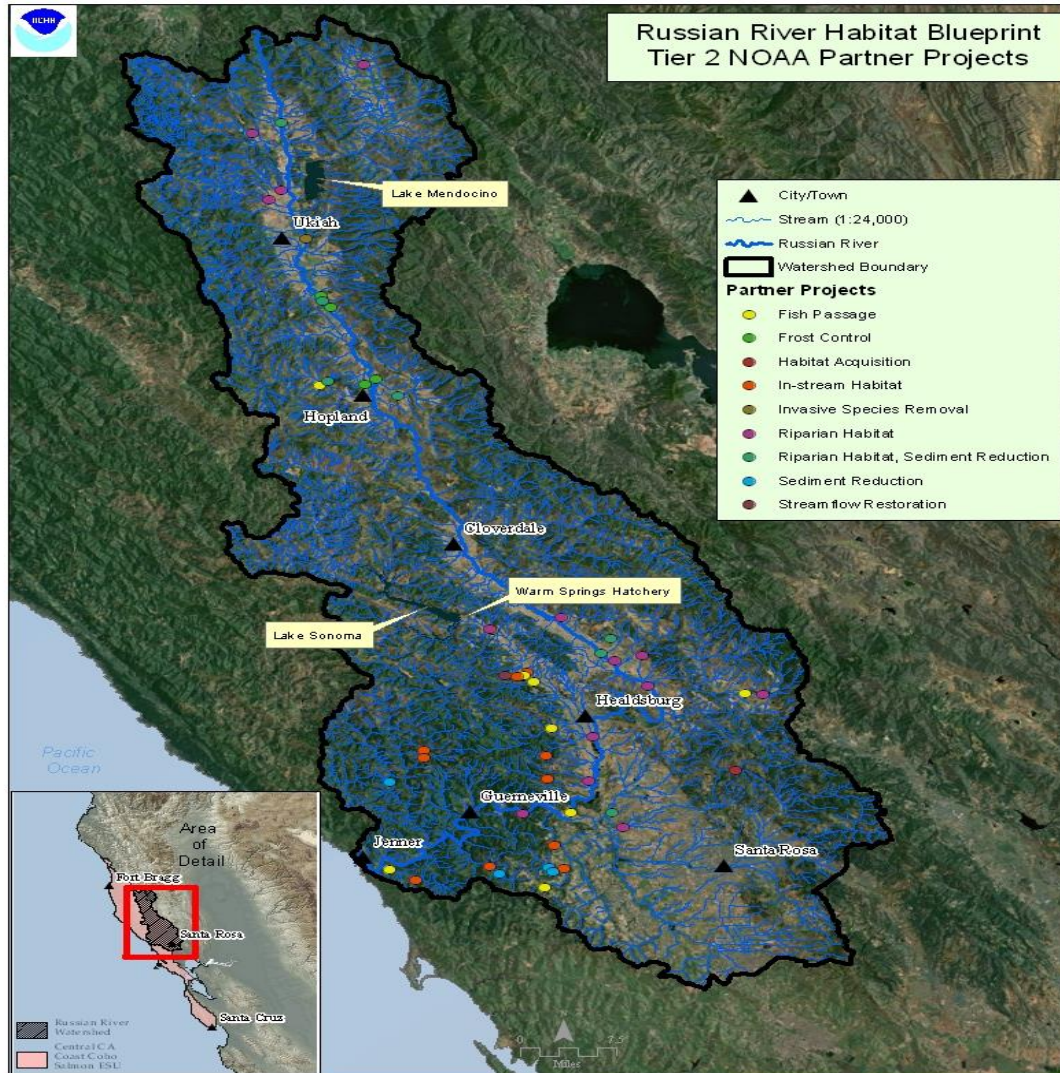 NOAA
Russian River Habitat Blueprint
Tier 2 NOAA Partner Projects
Lake Mendocino
Ukiah
City/Town
Stream (1:24,000)
Russian River
Watershed Boundary
Partner Projects
Fish Passage
Frost Control
Habitat Acquisition
In-stream Habitat
Invasive Species Removal
Riparian Habitat
Riparian Habitat, Sediment Reduction
Sediment Reduction
Streamflow Restoration
Hopland
Cloverdale
Warm Springs Hatchery
Lake Sonoma
Healdsburg
Pacific
Ocean
Guerneville
Jenner
Santa Rosa
Area
of
Detail
Fort Bragg
Santa Rosa
Santa Cruz
Russian River
Watershed
Central CA
Coast Coho
Salmon ESU
0 7.5
Miles